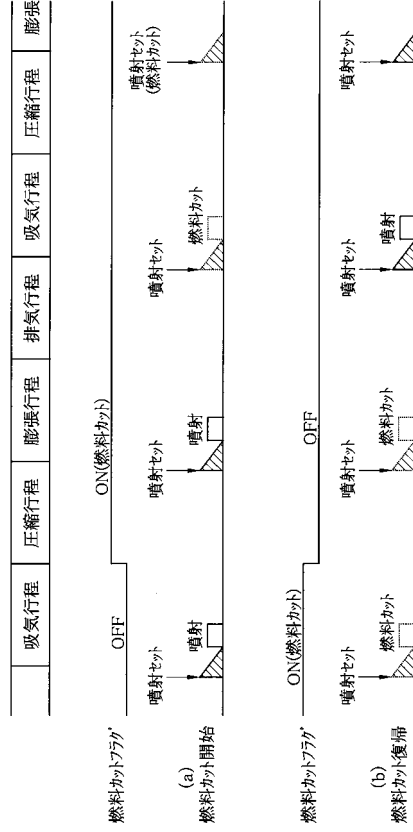 吸気行程
圧縮行程
膨張行程
排気行程
吸気行程
圧縮行程
膨張
燃料カットフラグ
OFF
ON(燃料カット)
(a)
燃料カット開始
噴射セット
噴射
噴射セット
噴射
噴射セット
燃料カット
噴射セット
(燃料カット)
燃料カットフラグ
ON(燃料カット)
OFF
(b)
燃料カット復帰
噴射セット
燃料カット
噴射セット
燃料カット
噴射セット
噴射
噴射セット